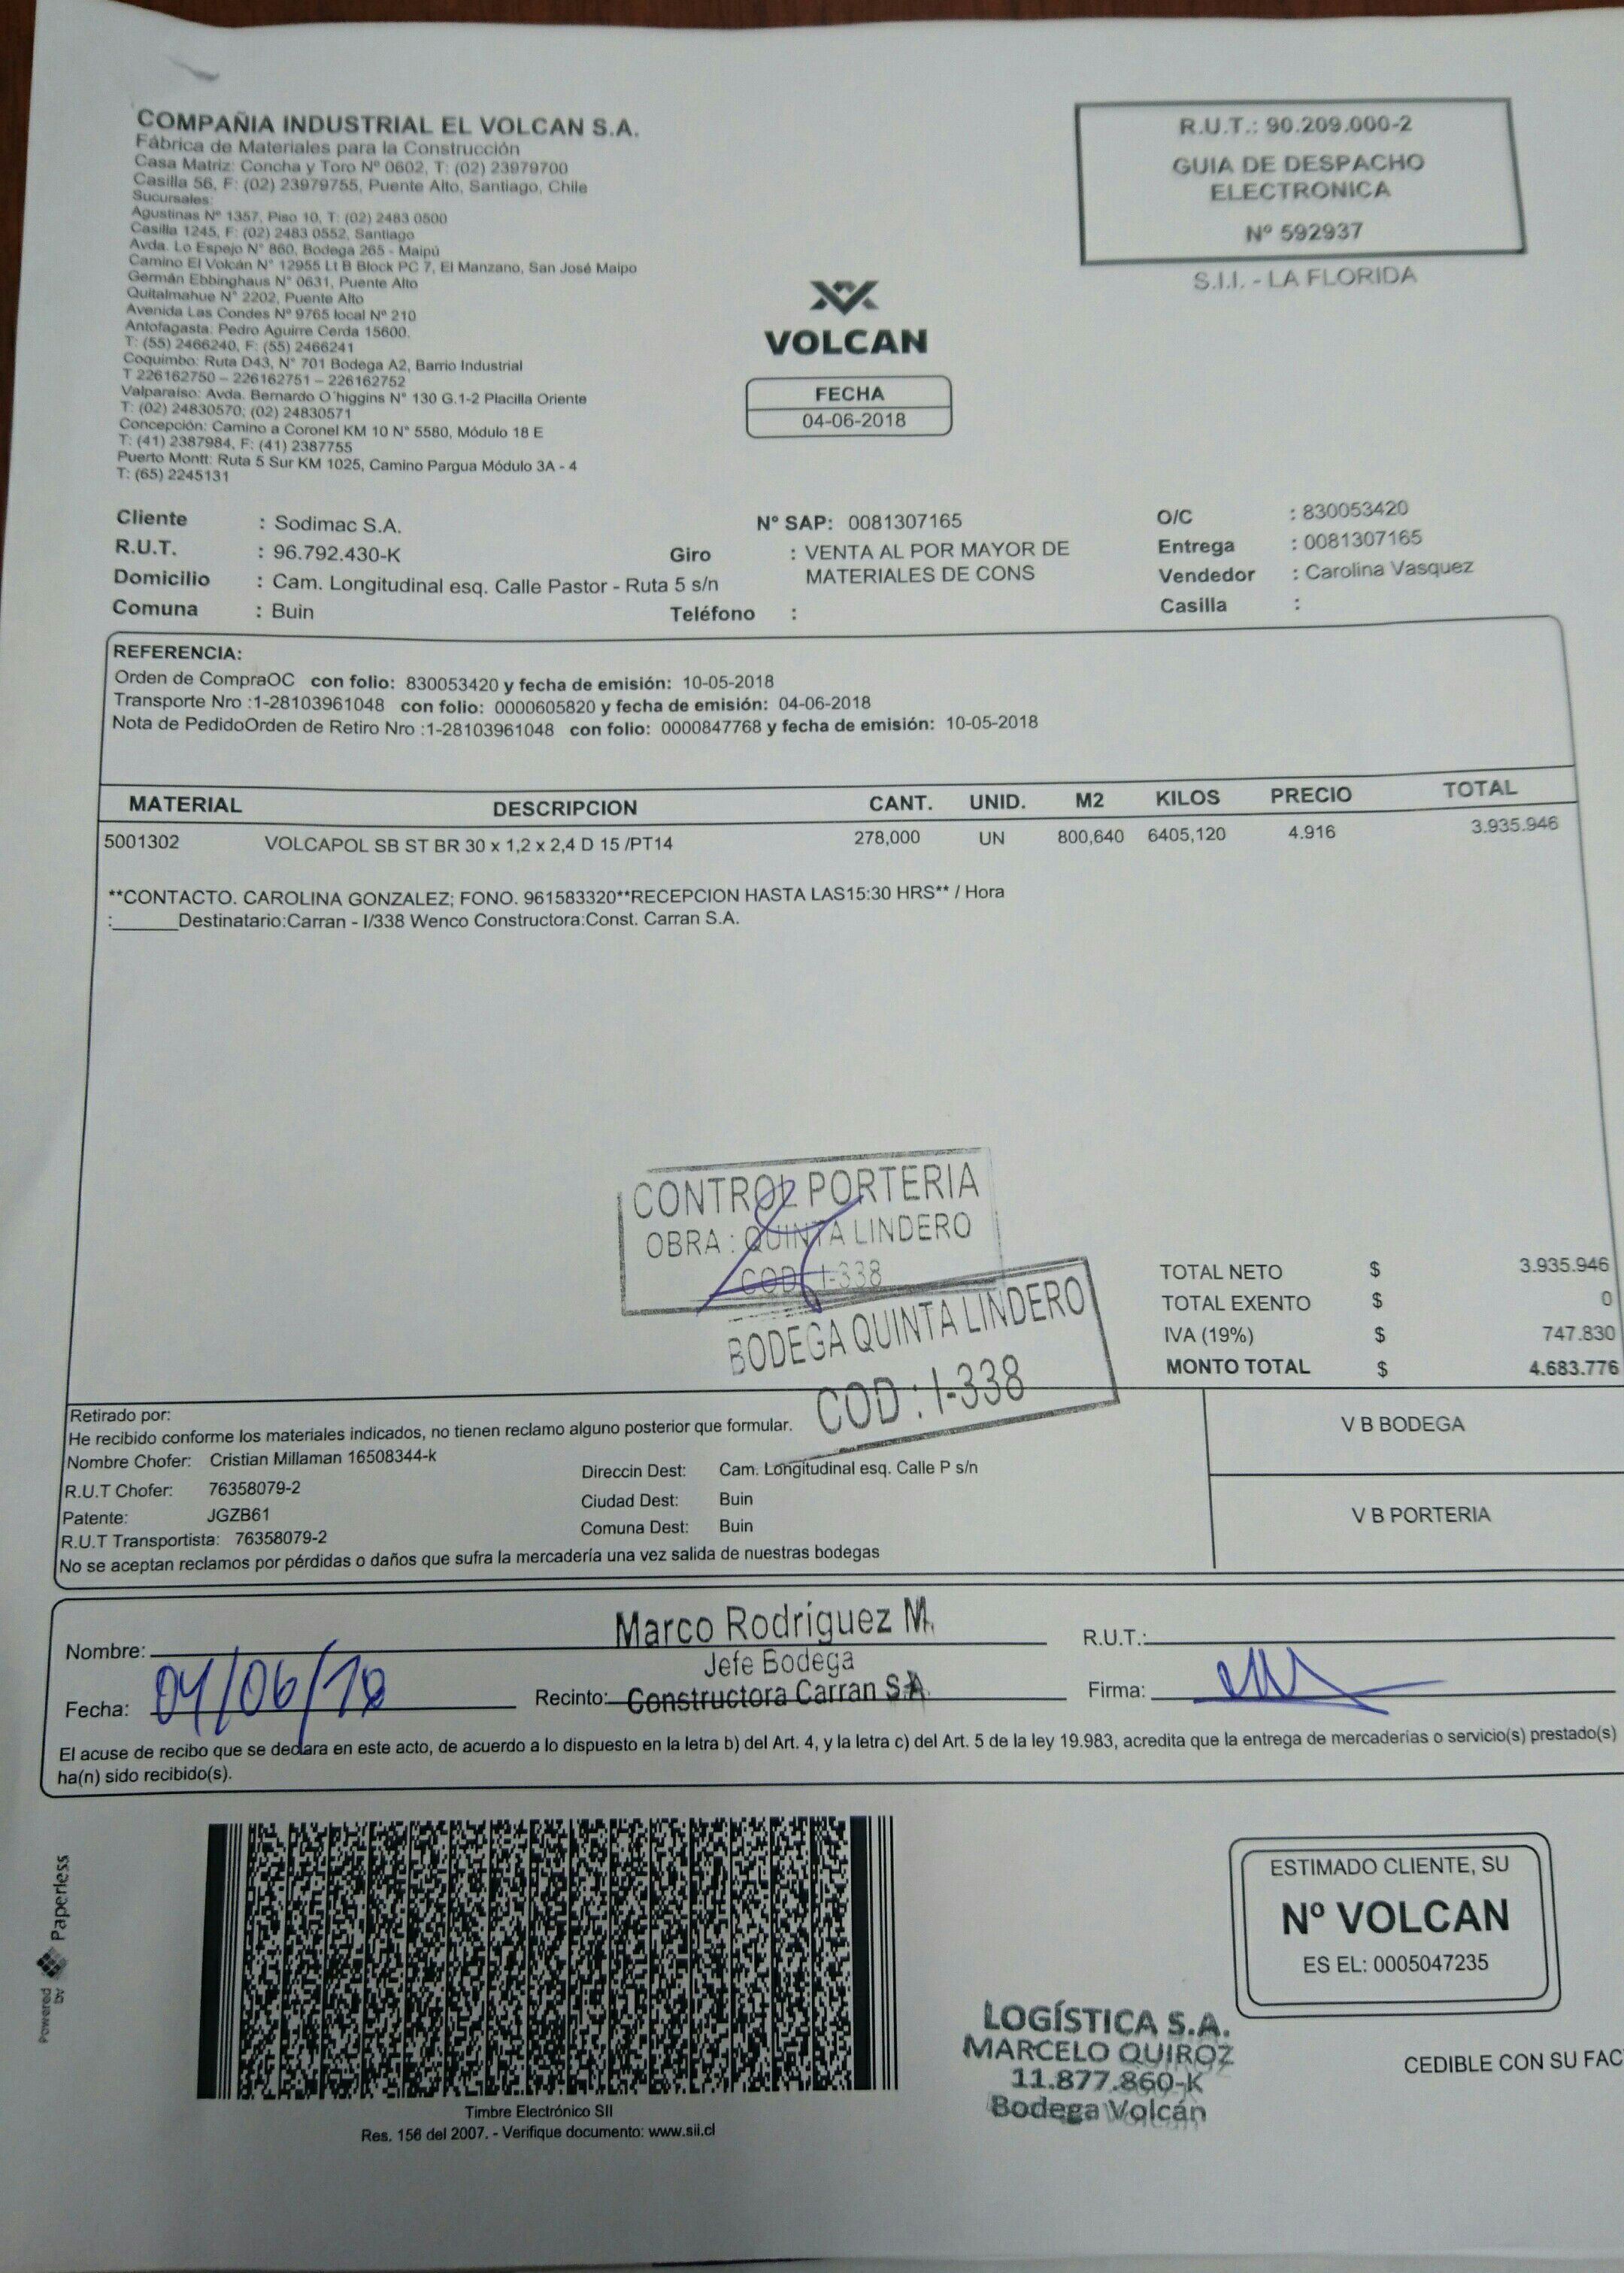 COMPAÑIA INDUSTRIAL EL VOLCAN S.A.
Fábrica de Materiales para la Construcción
Casa Matriz: Concha y Toro Nº 0602, T: (02) 23979700
Casilla 56, F: (02) 23979755, Puente Alto, Santiago, Chile
Sucursales:
Agustinas Nº 1357, Piso 10, T: (02) 2483 0500
Casilla 1245, F: (02) 2483 0552, Santiago
Avda. Lo Espejo N° 860, Bodega 265 - Maipú
Camino El Volcán N° 12955 Lt B Block PC 7, El Manzano, San José Maipo
Germán Ebbinghaus N° 0631, Puente Alto
Quitalmahue N° 2202, Puente Alto
Avenida Las Condes Nº 9765 local Nº 210
Antofagasta: Pedro Aguirre Cerda 15600.
T: (55) 2466240, F: (55) 2466241
Coquimbo: Ruta D43, N° 701 Bodega A2, Barrio Industrial
T 226162750 – 226162751 – 226162752
Valparaíso: Avda. Bernardo O´higgins N° 130 G.1-2 Placilla Oriente
T: (02) 24830570; (02) 24830571
Concepción: Camino a Coronel KM 10 N° 5580, Módulo 18 E
T: (41) 2387984, F: (41) 2387755
Puerto Montt: Ruta 5 Sur KM 1025, Camino Pargua Módulo 3A - 4
T: (65) 2245131
VOLCAN
FECHA
04-06-2018
R.U.T.: 90.209.000-2
GUIA DE DESPACHO
ELECTRONICA
Nº 592937
S.I.I. - LA FLORIDA
Cliente : Sodimac S.A. Nº SAP: 0081307165 O/C : 830053420
R.U.T. : 96.792.430-K Giro : VENTA AL POR MAYOR DE Entrega : 0081307165
MATERIALES DE CONS
Domicilio : Cam. Longitudinal esq. Calle Pastor - Ruta 5 s/n Vendedor : Carolina Vasquez
Comuna : Buin Teléfono : Casilla :
REFERENCIA:
Orden de CompraOC con folio: 830053420 y fecha de emisión: 10-05-2018
Transporte Nro :1-28103961048 con folio: 0000605820 y fecha de emisión: 04-06-2018
Nota de PedidoOrden de Retiro Nro :1-28103961048 con folio: 0000847768 y fecha de emisión: 10-05-2018
MATERIAL DESCRIPCION CANT. UNID. M2 KILOS PRECIO TOTAL
5001302 VOLCAPOL SB ST BR 30 x 1,2 x 2,4 D 15 /PT14 278,000 UN 800,640 6405,120 4.916 3.935.946
**CONTACTO. CAROLINA GONZALEZ; FONO. 961583320**RECEPCION HASTA LAS15:30 HRS** / Hora
:______Destinatario:Carran - I/338 Wenco Constructora:Const. Carran S.A.
CONTROL PORTERIA
OBRA : QUINTA LINDERO
COD: I-338
BODEGA QUINTA LINDERO
COD : I-338
TOTAL NETO $ 3.935.946
TOTAL EXENTO $ 0
IVA (19%) $ 747.830
MONTO TOTAL $ 4.683.776
Retirado por:
He recibido conforme los materiales indicados, no tienen reclamo alguno posterior que formular.
Nombre Chofer: Cristian Millaman 16508344-k
R.U.T Chofer: 76358079-2
Patente: JGZB61
R.U.T Transportista: 76358079-2
Direccin Dest: Cam. Longitudinal esq. Calle P s/n
Ciudad Dest: Buin
Comuna Dest: Buin
No se aceptan reclamos por pérdidas o daños que sufra la mercadería una vez salida de nuestras bodegas
V B BODEGA
V B PORTERIA
Nombre: Marco Rodríguez M. R.U.T.:
Jefe Bodega
Fecha: 04/06/18 Recinto: Constructora Carran S.A Firma:
El acuse de recibo que se declara en este acto, de acuerdo a lo dispuesto en la letra b) del Art. 4, y la letra c) del Art. 5 de la ley 19.983, acredita que la entrega de mercaderías o servicio(s) prestado(s)
ha(n) sido recibido(s).
Powered by Paperless
Timbre Electrónico SII
Res. 156 del 2007. - Verifique documento: www.sii.cl
ESTIMADO CLIENTE, SU
Nº VOLCAN
ES EL: 0005047235
LOGÍSTICA S.A.
MARCELO QUIROZ
11.877.860-K
Bodega Volcán
CEDIBLE CON SU FAC